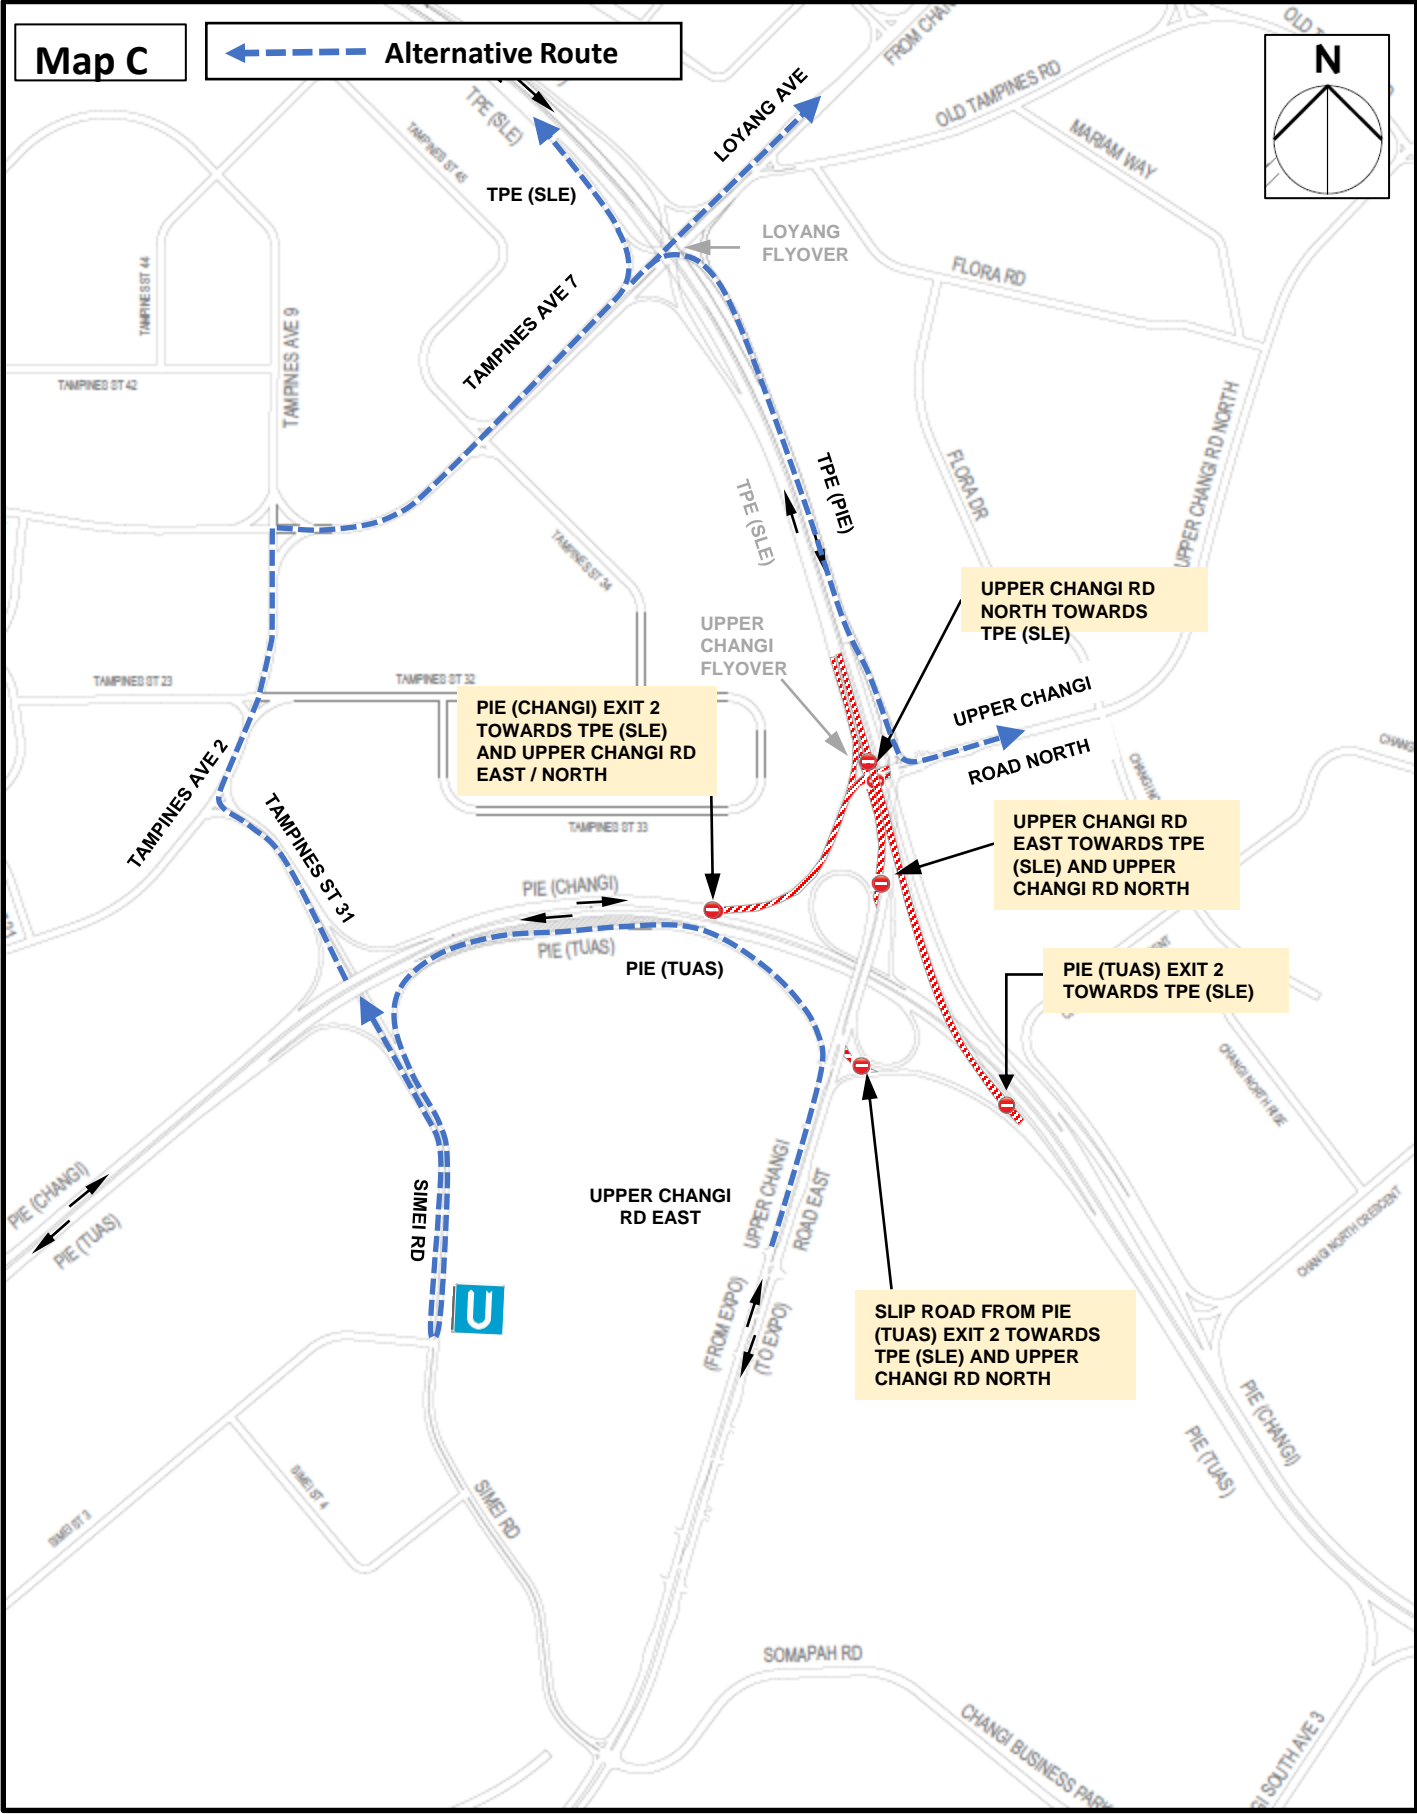 Map C
Alternative Route
N
TPE (SLE)
TPE (SLE)
LOYANG AVE
FROM CHAN
OLD TAMPINES RD
MARIAM WAY
TAMPINES ST 45
LOYANG
FLYOVER
FLORA RD
TAMPINES ST 44
TAMPINES AVE 9
TAMPINES AVE 7
TAMPINES ST 42
UPPER CHANGI RD NORTH
FLORA DR
TPE (SLE)
TPE (PIE)
TAMPINES ST 34
UPPER CHANGI RD
NORTH TOWARDS
TPE (SLE)
UPPER
CHANGI
FLYOVER
TAMPINES ST 23
TAMPINES ST 32
PIE (CHANGI) EXIT 2
TOWARDS TPE (SLE)
AND UPPER CHANGI RD
EAST / NORTH
UPPER CHANGI
ROAD NORTH
CHANG
TAMPINES AVE 2
TAMPINES ST 31
TAMPINES ST 33
UPPER CHANGI RD
EAST TOWARDS TPE
(SLE) AND UPPER
CHANGI RD NORTH
PIE (CHANGI)
PIE (TUAS)
PIE (TUAS)
PIE (TUAS) EXIT 2
TOWARDS TPE (SLE)
CHANGI NORTH RISE
PIE (CHANGI)
PIE (TUAS)
SIMEI RD
UPPER CHANGI
RD EAST
UPPER CHANGI
ROAD EAST
(FROM EXPO)
(TO EXPO)
CHANGI NORTH CRESCENT
U
SLIP ROAD FROM PIE
(TUAS) EXIT 2 TOWARDS
TPE (SLE) AND UPPER
CHANGI RD NORTH
PIE (CHANGI)
PIE (TUAS)
SIMEI ST 4
SIMEI ST 3
SIMEI RD
SOMAPAH RD
CHANGI BUSINESS PARK
GI SOUTH AVE 3